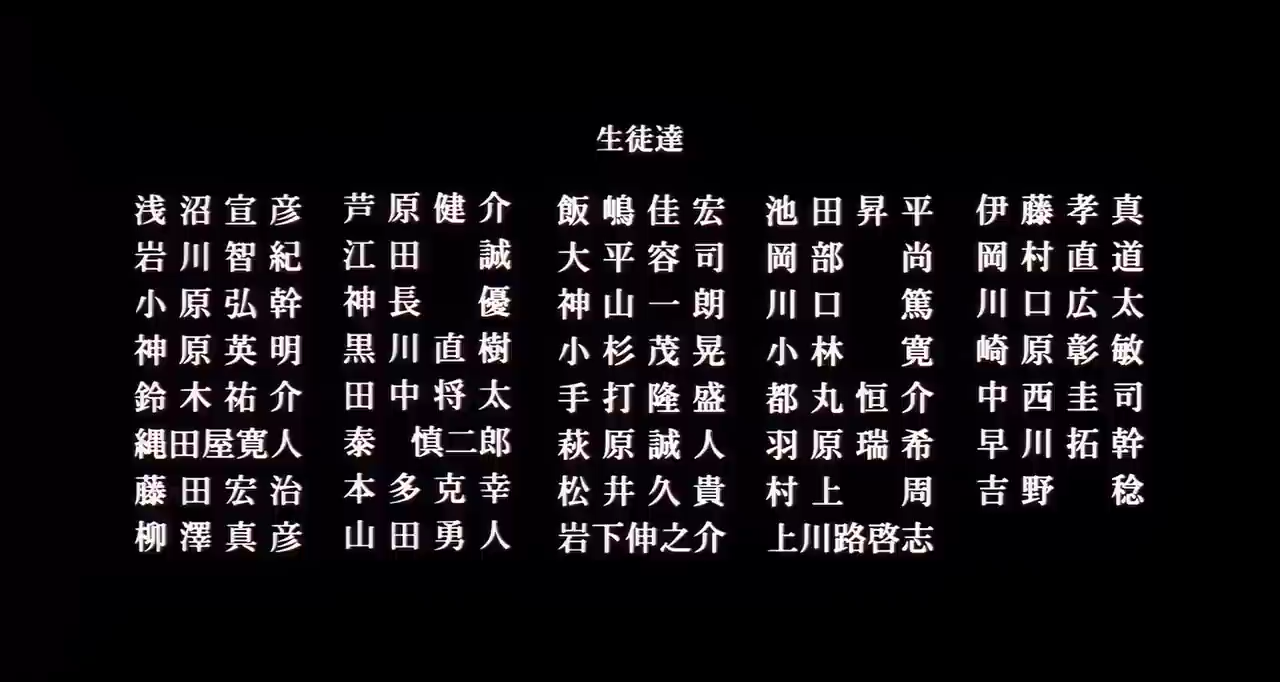 生徒達
浅沼宣彦 芦原健介 飯嶋佳宏 池田昇平 伊藤孝真
岩川智紀 江田 誠 大平容司 岡部 尚 岡村直道
小原弘幹 神長 優 神山一朗 川口 篤 川口広太
神原英明 黒川直樹 小杉茂晃 小林 寛 崎原彰敏
鈴木祐介 田中将太 手打隆盛 都丸恒介 中西圭司
縄田屋寛人 泰 慎二郎 萩原誠人 羽原瑞希 早川拓幹
藤田宏治 本多克幸 松井久貴 村上 周 吉野 稔
柳澤真彦 山田勇人 岩下伸之介 上川路啓志